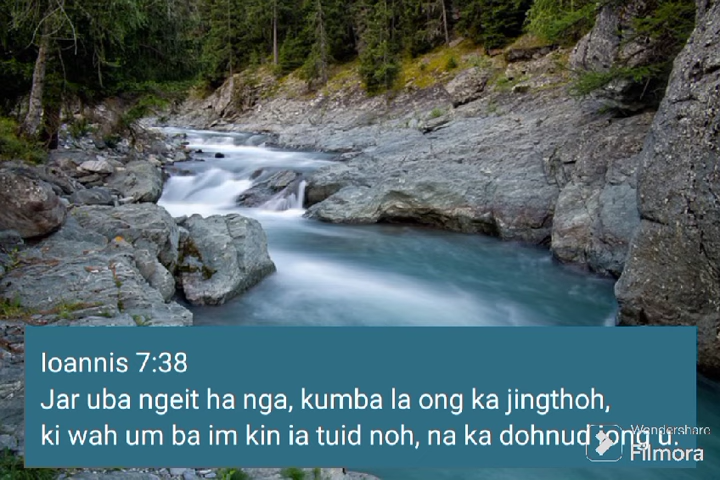 Ioannis 7:38
Jar uba ngeit ha nga, kumba la ong ka jingthoh,
ki wah um ba im kin ia tuid noh, na ka dohnud jong u.
Wondershare
Filmora